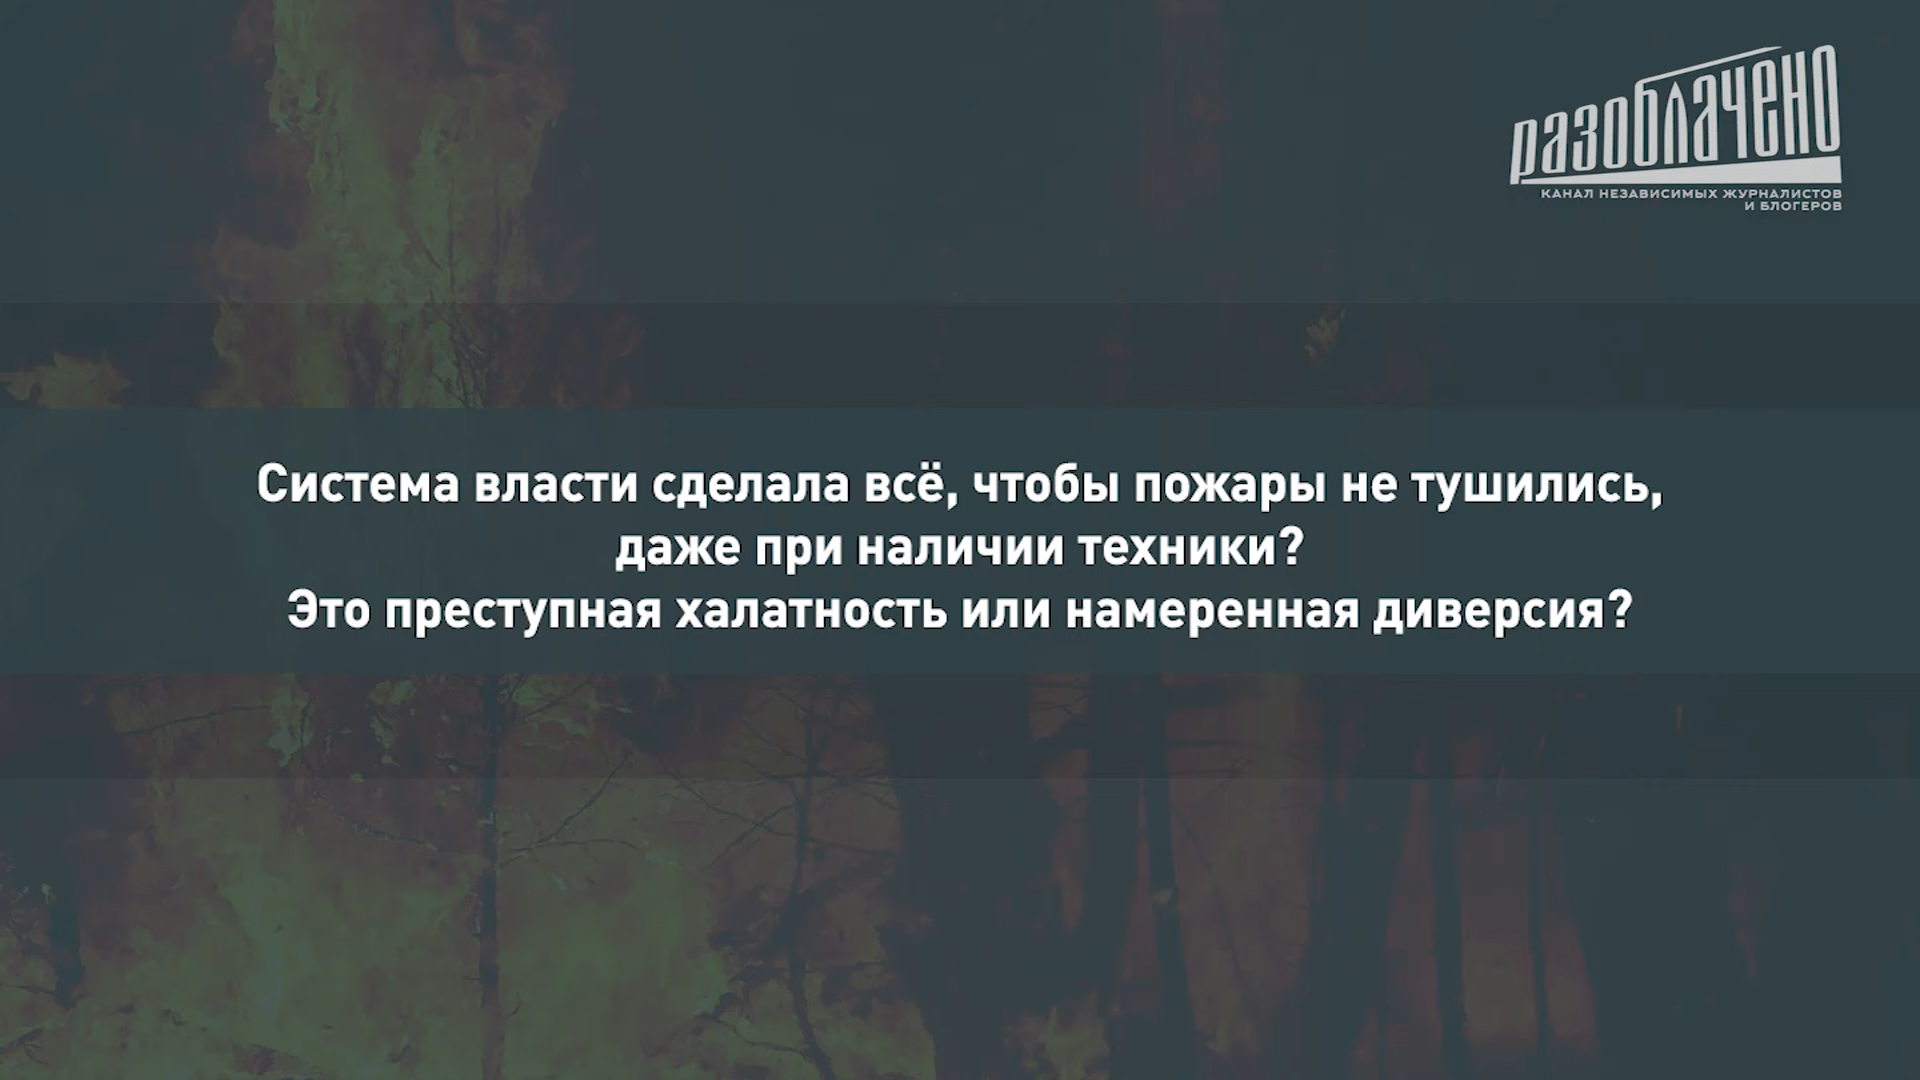 разоблачено
КАНАЛ НЕЗАВИСИМЫХ ЖУРНАЛИСТОВ
И БЛОГЕРОВ
Система власти сделала всё, чтобы пожары не тушились,
даже при наличии техники?
Это преступная халатность или намеренная диверсия?